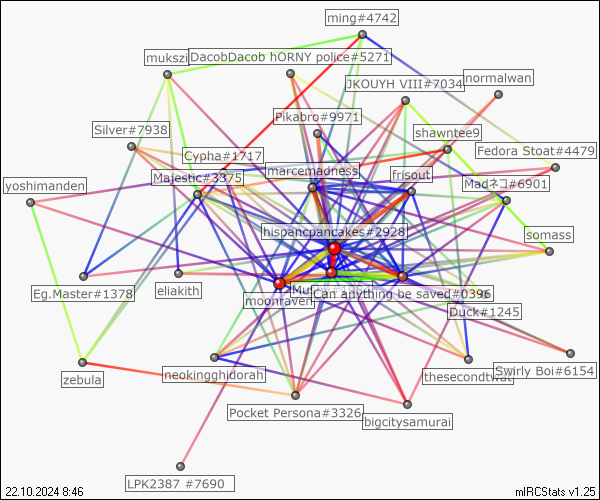 ming#4742
mukszi
DacobDacob hORNY police#5271
JKOUYH VIII#7034
normalwan
Pikabro#9971
Silver#7938
shawntee9
Fedora Stoat#4479
Cypha#1717
marcemadness
frisout
Majestic#3375
Madネコ#6901
yoshimanden
hispancpancakes#2928
somass
Eg.Master#1378
eliakith
moonraven
Can anything be saved#0396
Duck#1245
zebula
neokingghidorah
thesecondtwat
Swirly Boi#6154
Pocket Persona#3326
bigcitysamurai
LPK2387 #7690
22.10.2024 8:46
mIRCStats v1.25